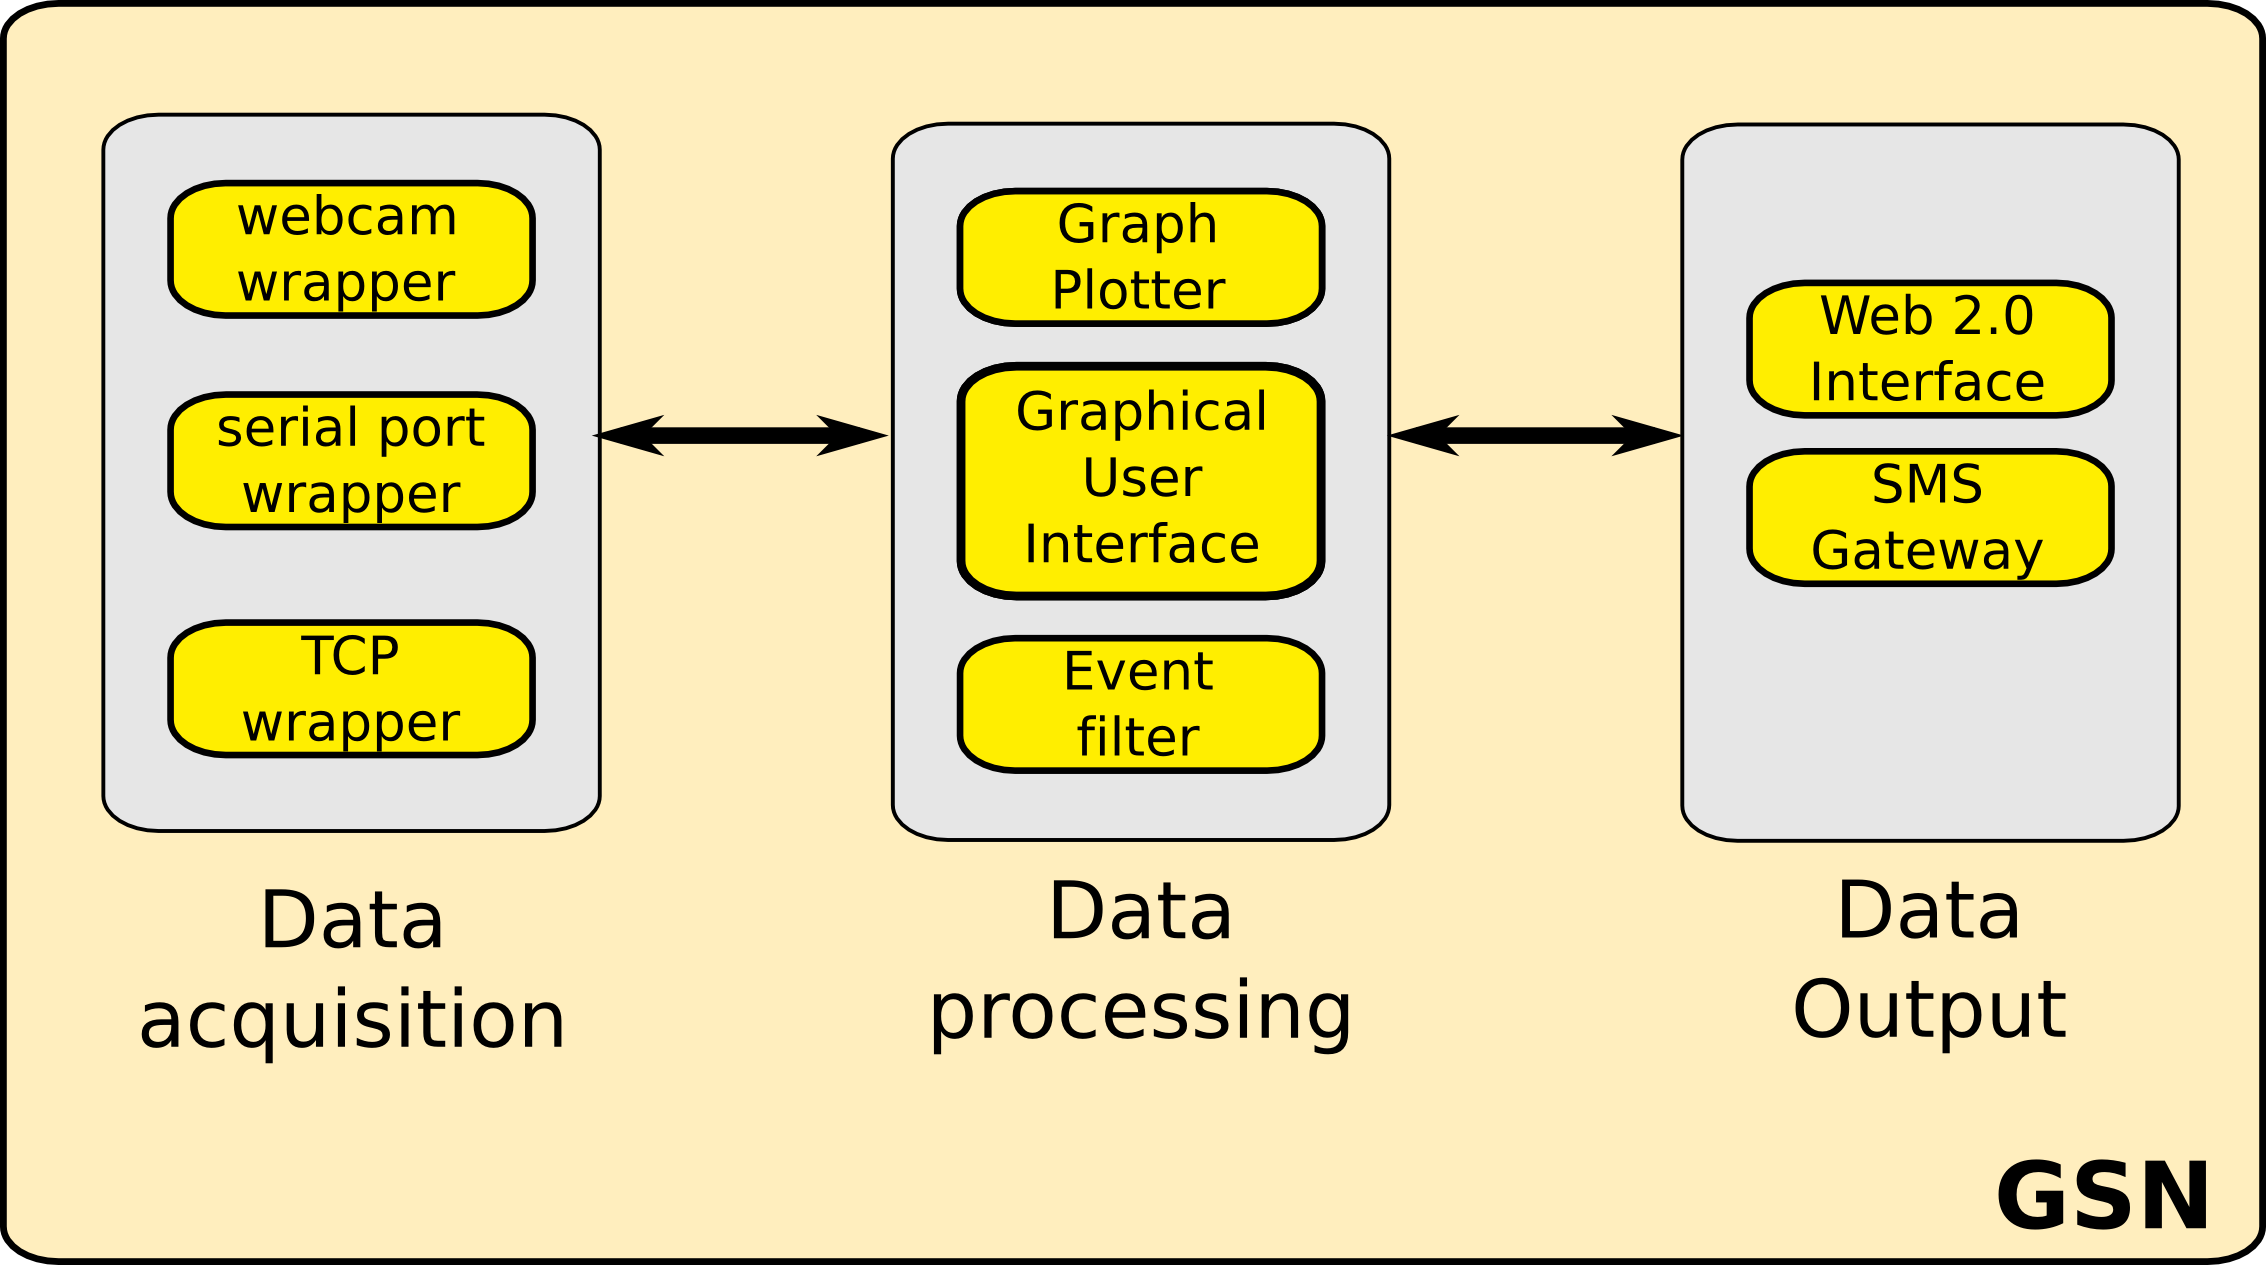 webcam
wrapper
serial port
wrapper
TCP
wrapper
Data
acquisition
Graph
Plotter
Graphical
User
Interface
Event
filter
Data
processing
Web 2.0
Interface
SMS
Gateway
Data
Output
GSN